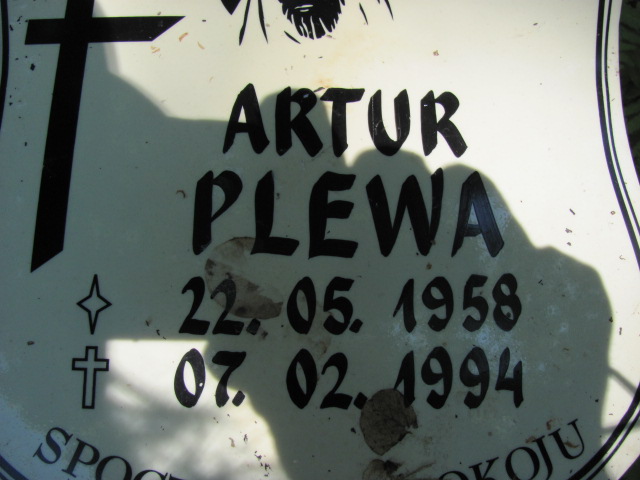 ARTUR
PLEWA
22. 05. 1958
07. 02. 1994